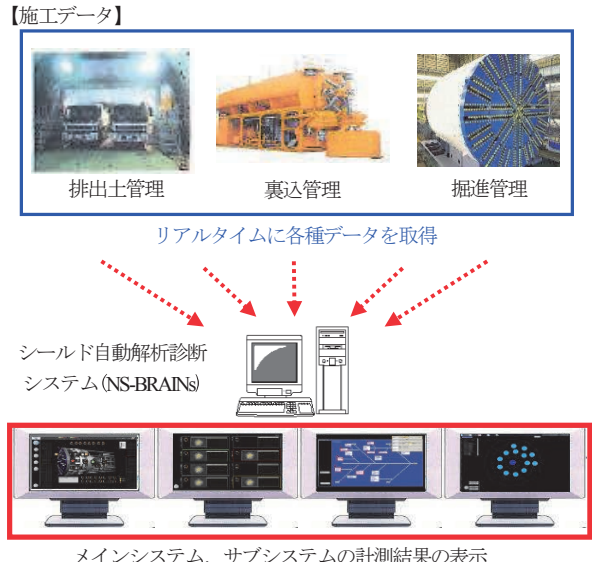 【施工データ】
排出土管理
裏込管理
掘進管理
リアルタイムに各種データを取得
シールド自動解析診断
システム(NS-BRAINs)
メインシステム，サブシステムの計測結果の表示